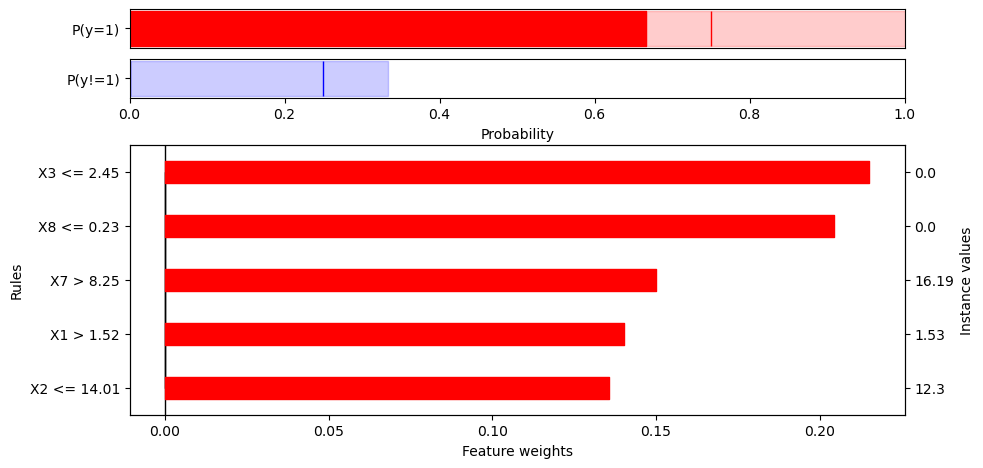 P(y=1)
P(y!=1)
0.0 0.2 0.4 0.6 0.8 1.0
Probability
X3 <= 2.45 0.0
X8 <= 0.23 0.0
X7 > 8.25 16.19
X1 > 1.52 1.53
X2 <= 14.01 12.3
Rules
Instance values
0.00 0.05 0.10 0.15 0.20
Feature weights